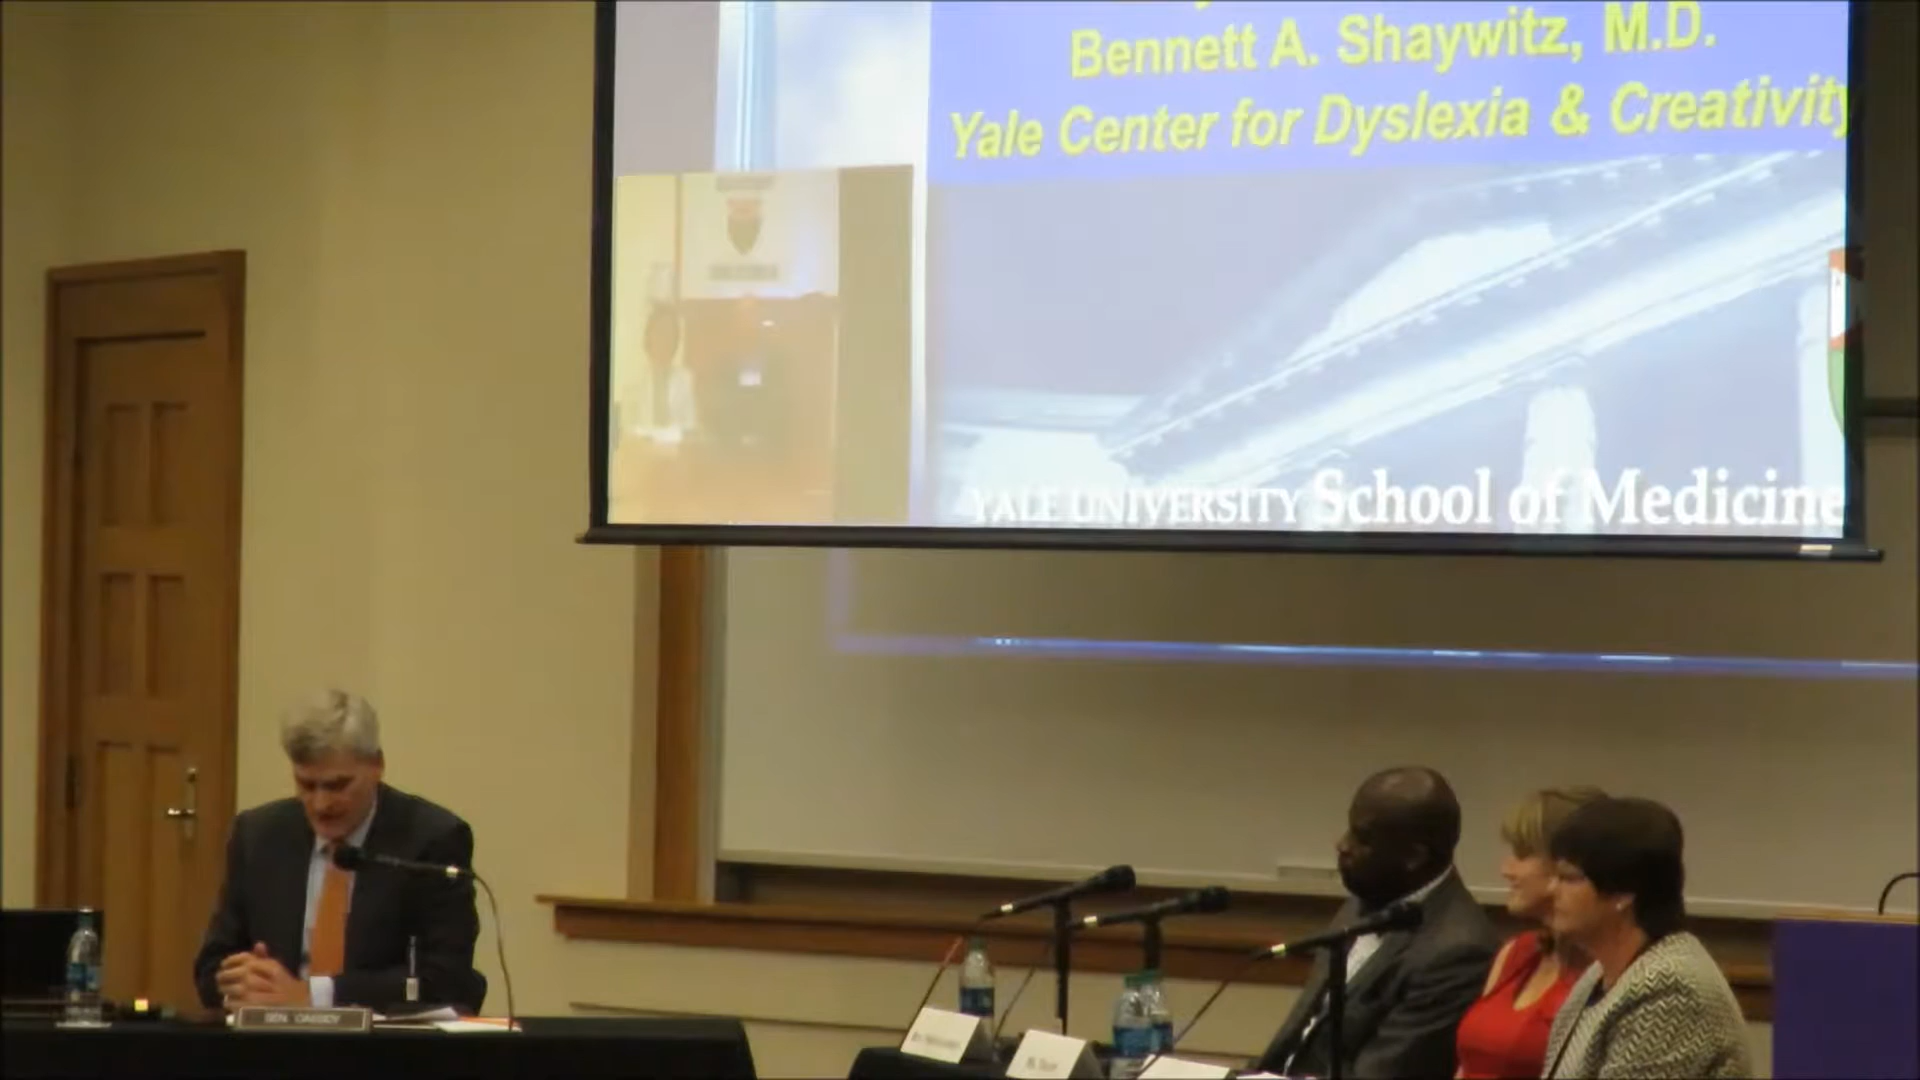 Bennett A. Shaywitz, M.D.
Yale Center for Dyslexia & Creativity
YALE UNIVERSITY School of Medicine
SEN. CASSIDY